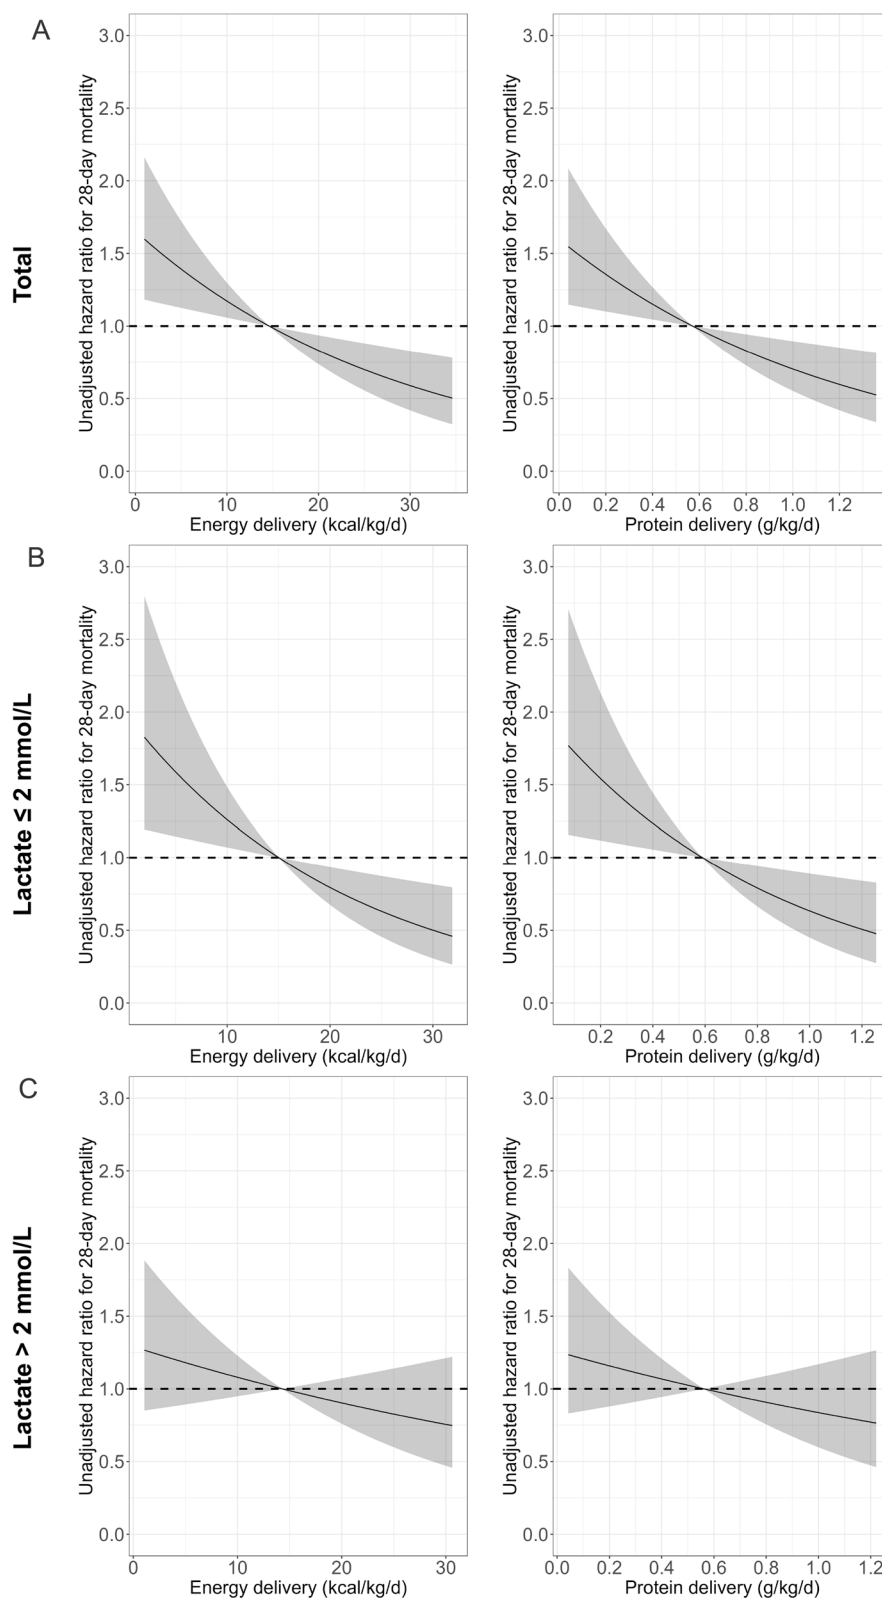 A
Total
Unadjusted hazard ratio for 28-day mortality
3.0
2.5
2.0
1.5
1.0
0.5
0.0
0 10 20 30
Energy delivery (kcal/kg/d)
Unadjusted hazard ratio for 28-day mortality
3.0
2.5
2.0
1.5
1.0
0.5
0.0
0.0 0.2 0.4 0.6 0.8 1.0 1.2
Protein delivery (g/kg/d)
B
Lactate ≤ 2 mmol/L
Unadjusted hazard ratio for 28-day mortality
3.0
2.5
2.0
1.5
1.0
0.5
0.0
10 20 30
Energy delivery (kcal/kg/d)
Unadjusted hazard ratio for 28-day mortality
3.0
2.5
2.0
1.5
1.0
0.5
0.0
0.2 0.4 0.6 0.8 1.0 1.2
Protein delivery (g/kg/d)
C
Lactate > 2 mmol/L
Unadjusted hazard ratio for 28-day mortality
3.0
2.5
2.0
1.5
1.0
0.5
0.0
0 10 20 30
Energy delivery (kcal/kg/d)
Unadjusted hazard ratio for 28-day mortality
3.0
2.5
2.0
1.5
1.0
0.5
0.0
0.0 0.2 0.4 0.6 0.8 1.0 1.2
Protein delivery (g/kg/d)